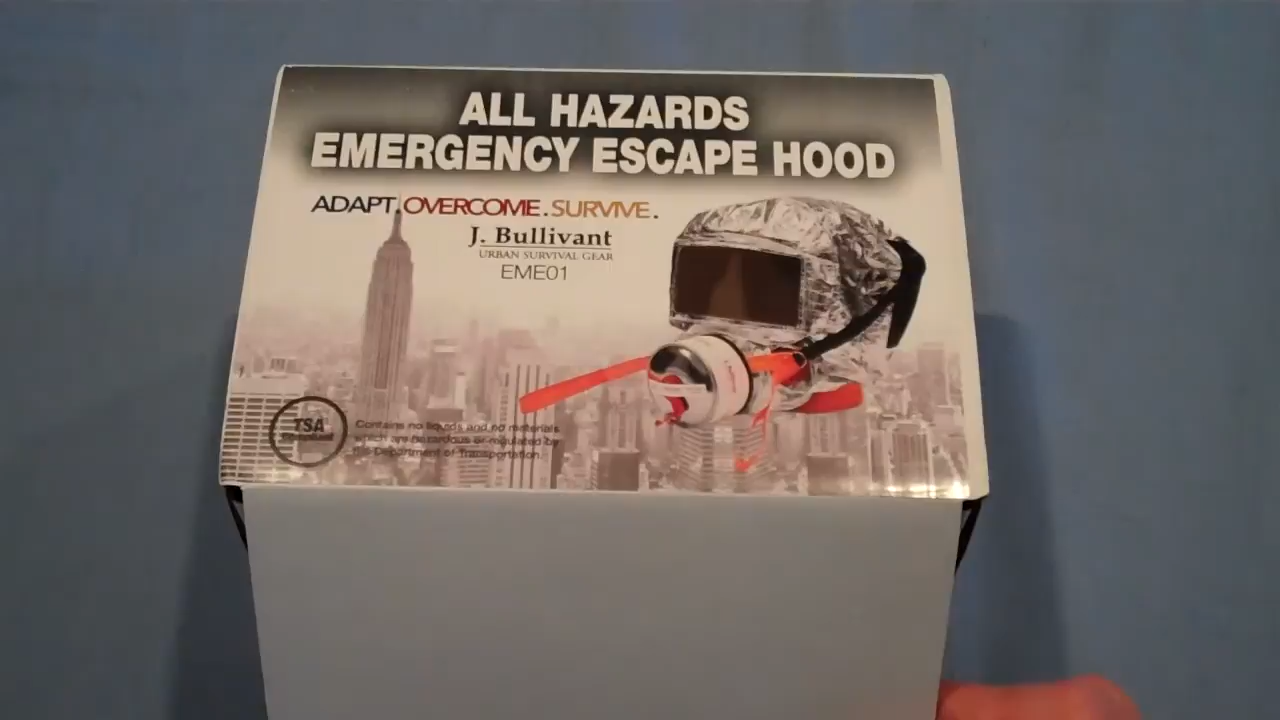 ALL HAZARDS
EMERGENCY ESCAPE HOOD
ADAPT.OVERCOME.SURVIVE.
J. Bullivant
URBAN SURVIVAL GEAR
EME01
TSA
Compliant
Contains no liquids and no materials
which are hazardous or regulated by
the Department of Transportation.